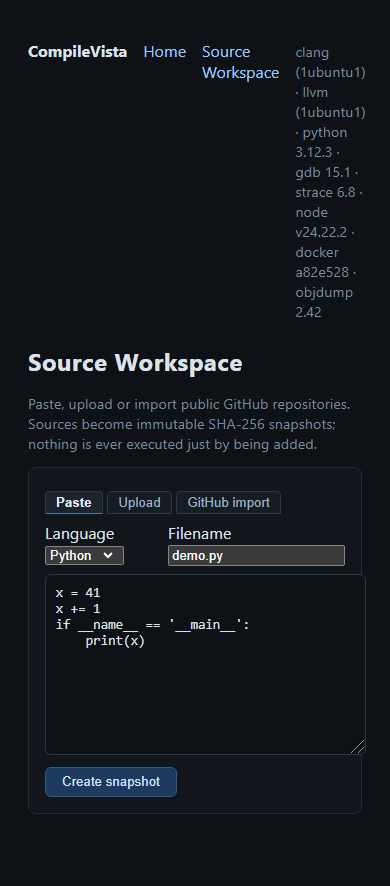 CompileVista
Home
Source
Workspace
clang
(1ubuntu1)
· llvm
(1ubuntu1)
· python
3.12.3 ·
gdb 15.1 ·
strace 6.8 ·
node
v24.22.2 ·
docker
a82e528 ·
objdump
2.42
Source Workspace
Paste, upload or import public GitHub repositories.
Sources become immutable SHA-256 snapshots;
nothing is ever executed just by being added.
Paste
Upload
GitHub import
Language
Filename
Python
demo.py
x = 41
x += 1
if __name__ == '__main__':
    print(x)
Create snapshot